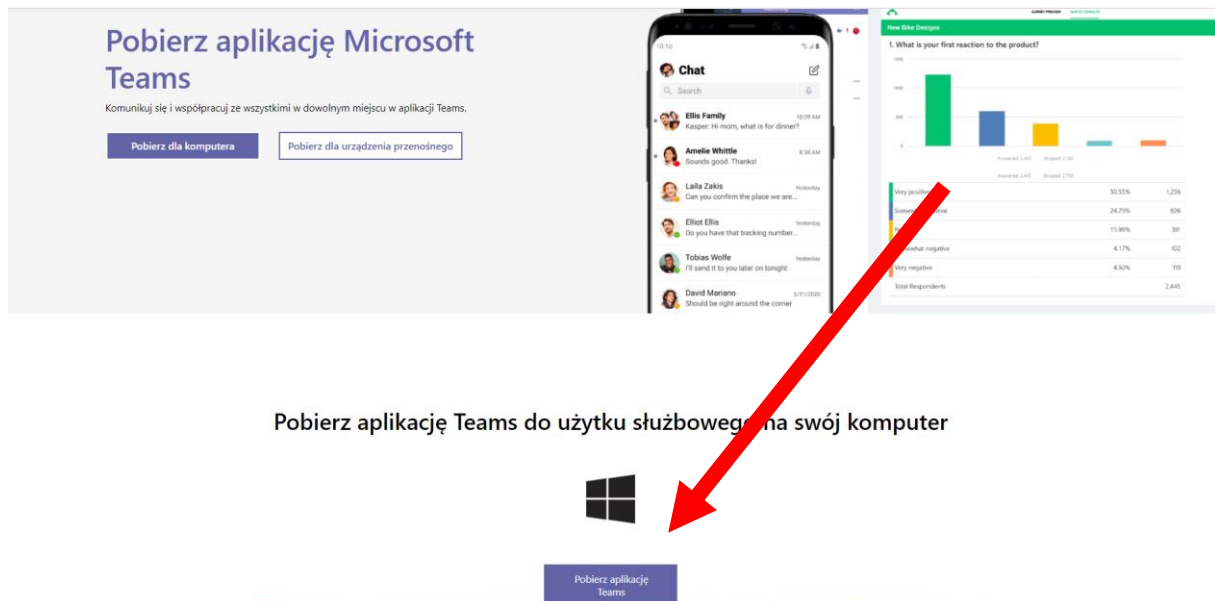 Pobierz aplikację Microsoft
Teams
Komunikuj się i współpracuj ze wszystkimi w dowolnym miejscu w aplikacji Teams.
Pobierz dla komputera
Pobierz dla urządzenia przenośnego
10:10
Chat
Search
Ellis Family 10:09 AM
Kasper: Hi mom, what is for dinner?
Amelie Whittle 8:38 AM
Sounds good. Thanks!
Laila Zakis Yesterday
Can you confirm the place we are...
Elliot Ellis Yesterday
Do you have that tracking number...
Tobias Wolfe Yesterday
I'll send it to you later on tonight
David Mariano 3/31/2020
Should be right around the corner
New Bike Designs
1. What is your first reaction to the product?
Very positive 50.55% 1,236
24.79% 606
15.99% 391
negative 4.17% 102
Very negative 4.50% 110
Total Respondents 2,445
Pobierz aplikację Teams do użytku służbowego na swój komputer
Pobierz aplikację
Teams